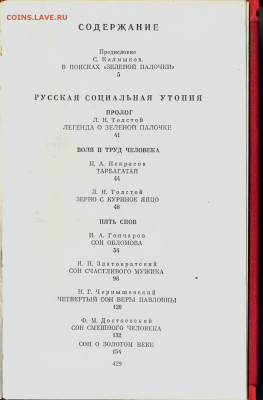 COINS.LAVE.RU
СОДЕРЖАНИЕ
Предисловие
С. Калмыков.
В ПОИСКАХ «ЗЕЛЕНОЙ ПАЛОЧКИ»
5
РУССКАЯ СОЦИАЛЬНАЯ УТОПИЯ
ПРОЛОГ
Л. Н. Толстой
ЛЕГЕНДА О ЗЕЛЕНОЙ ПАЛОЧКЕ
41
ВОЛЯ И ТРУД ЧЕЛОВЕКА
Н. А. Некрасов
ТАРБАГАТАЙ
44
Л. Н. Толстой
ЗЕРНО С КУРИНОЕ ЯЙЦО
48
ПЯТЬ СНОВ
И. А. Гончаров
СОН ОБЛОМОВА
54
Н. Н. Златовратский
СОН СЧАСТЛИВОГО МУЖИКА
96
Н. Г. Чернышевский
ЧЕТВЕРТЫЙ СОН ВЕРЫ ПАВЛОВНЫ
120
Ф. М. Достоевский
СОН СМЕШНОГО ЧЕЛОВЕКА
132
СОН О ЗОЛОТОМ ВЕКЕ
154
429